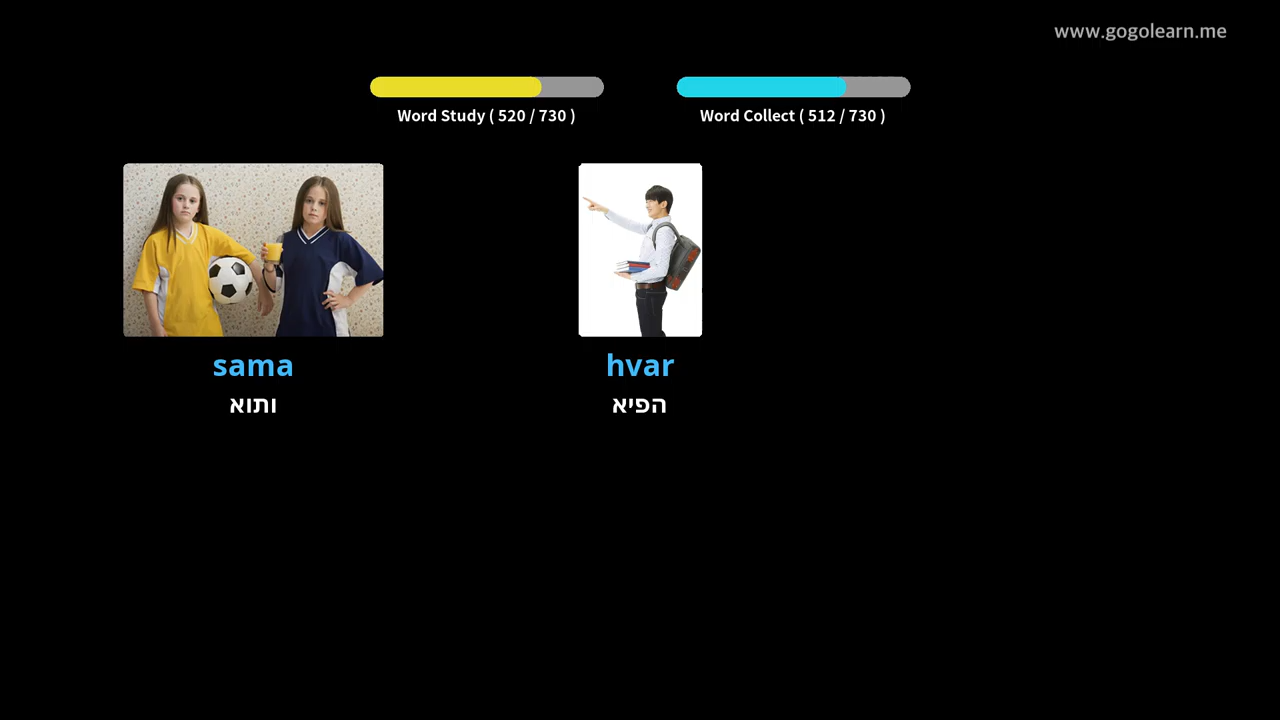 www.gogolearn.me
Word Study ( 520 / 730 )
Word Collect ( 512 / 730 )
sama
ותוא
hvar
הפיא